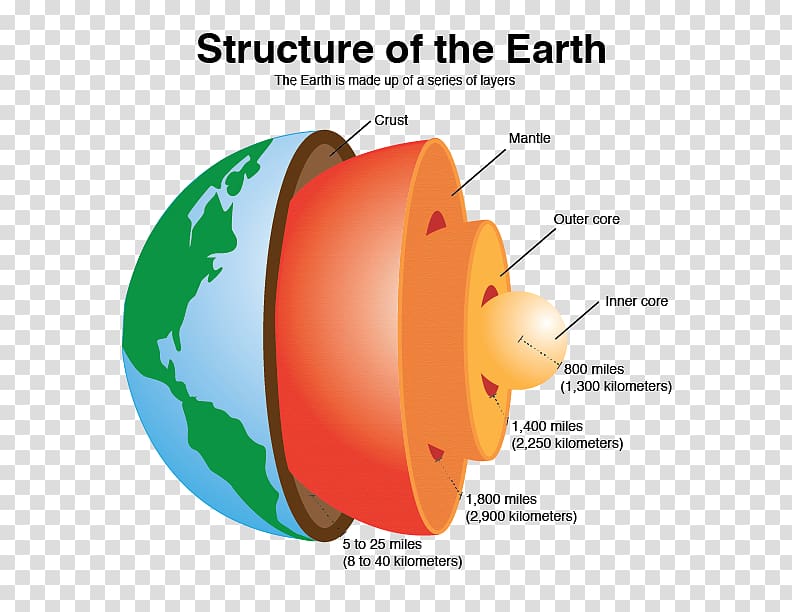 Structure of the Earth
The Earth is made up of a series of layers
Crust
Mantle
Outer core
Inner core
800 miles
(1,300 kilometers)
1,400 miles
(2,250 kilometers)
1,800 miles
(2,900 kilometers)
5 to 25 miles
(8 to 40 kilometers)